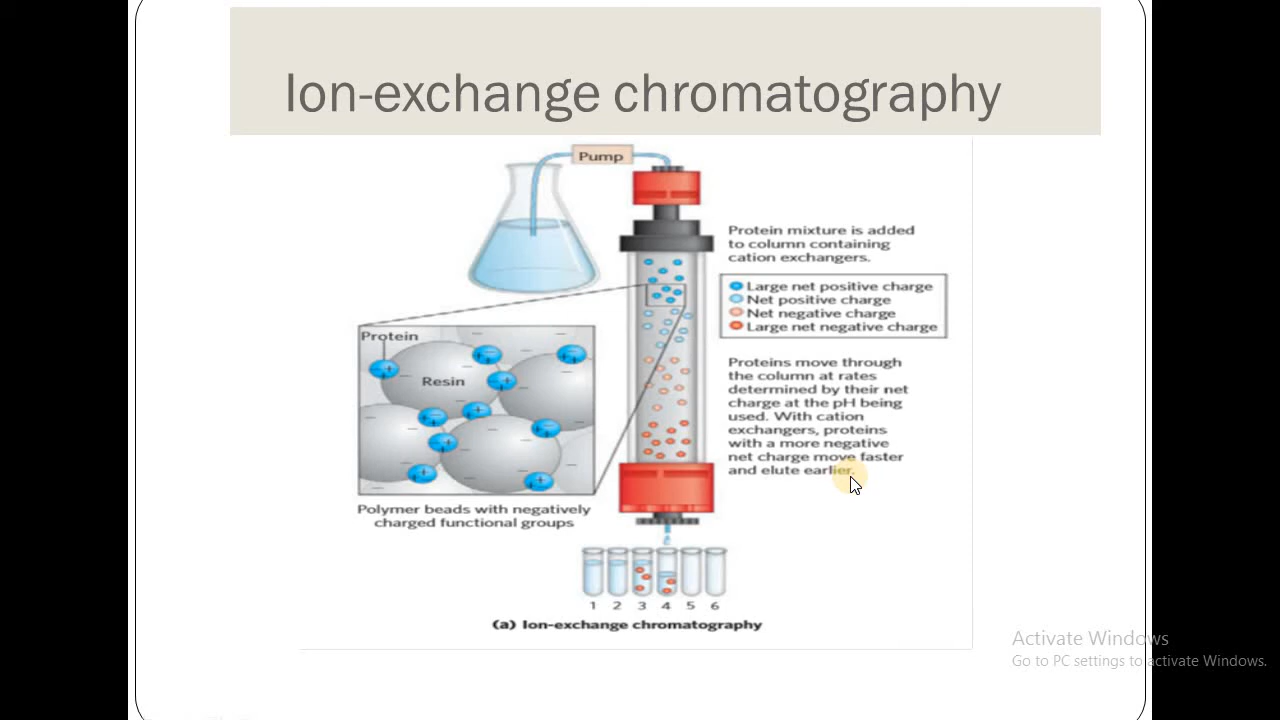 Ion-exchange chromatography
Pump
Protein mixture is added
to column containing
cation exchangers.
Large net positive charge
Net positive charge
Net negative charge
Large net negative charge
Protein
Resin
Proteins move through
the column at rates
determined by their net
charge at the pH being
used. With cation
exchangers, proteins
with a more negative
net charge move faster
and elute earlier.
Polymer beads with negatively
charged functional groups
1 2 3 4 5 6
(a) Ion-exchange chromatography
Activate Windows
Go to PC settings to activate Windows.